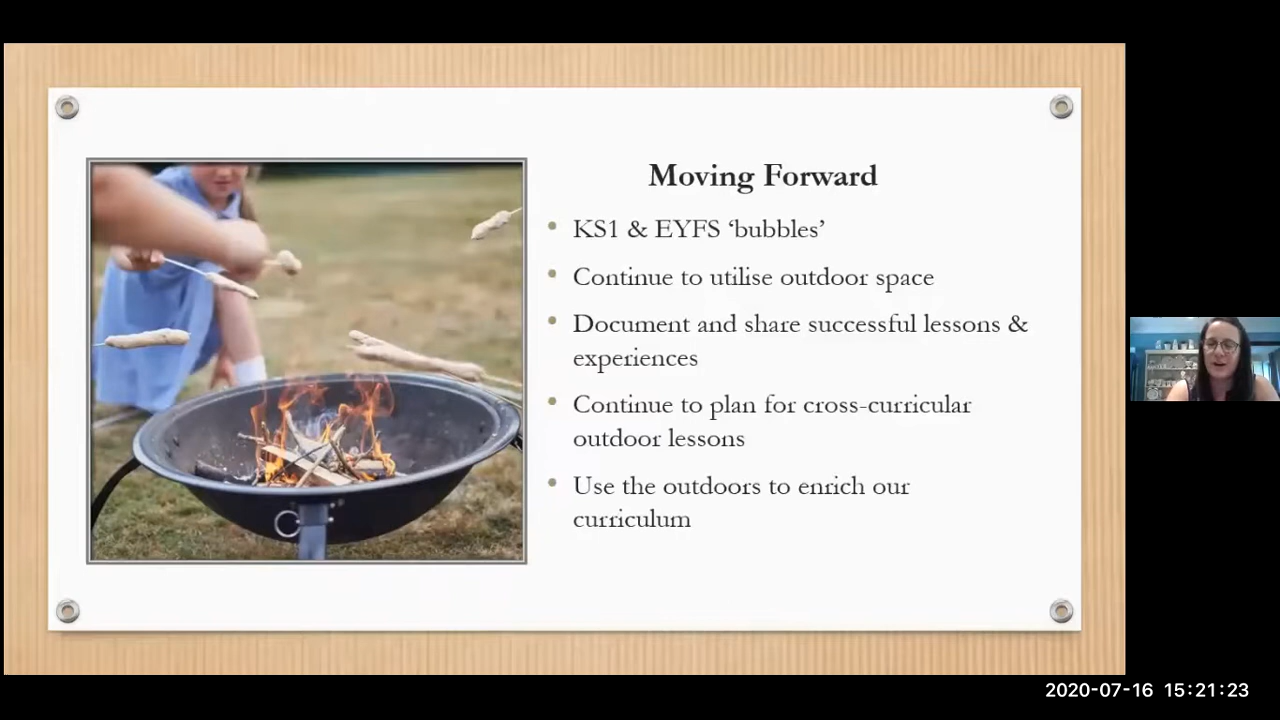 Moving Forward
KS1 & EYFS ‘bubbles’
Continue to utilise outdoor space
Document and share successful lessons &
experiences
Continue to plan for cross-curricular
outdoor lessons
Use the outdoors to enrich our
curriculum
2020-07-16 15:21:23